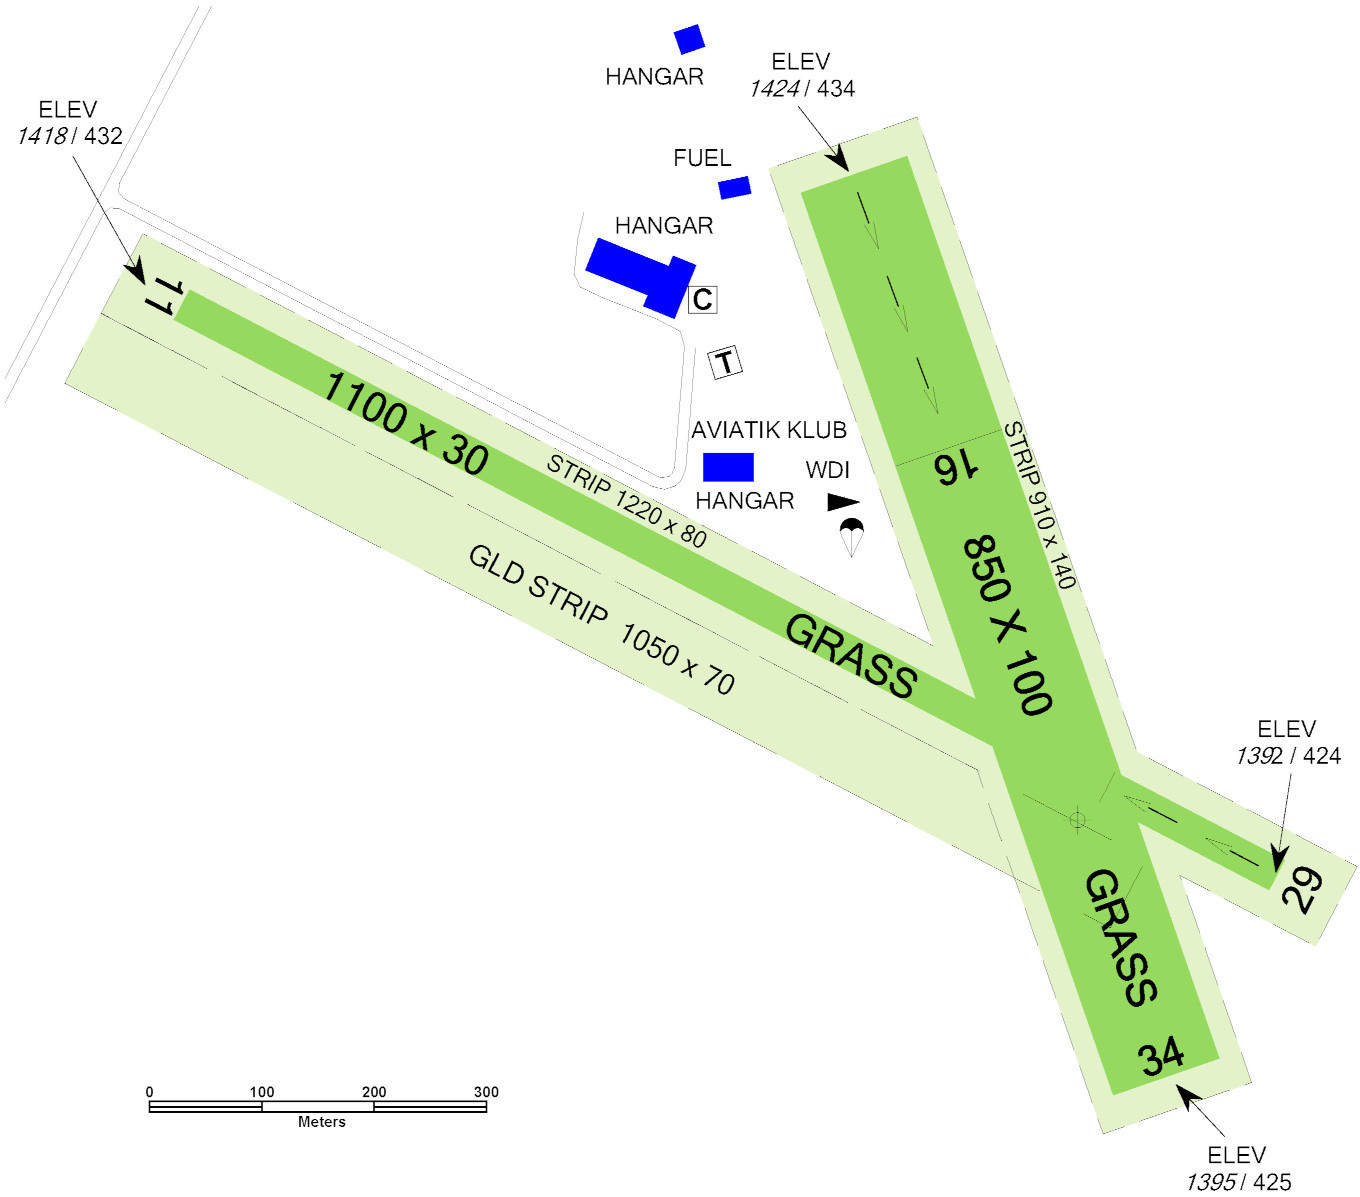 HANGAR
ELEV
1424 / 434
ELEV
1418 / 432
FUEL
HANGAR
C
11
T
1100 x 30
AVIATIK KLUB
HANGAR
WDI
16
STRIP 910 x 140
STRIP 1220 x 80
GLD STRIP 1050 x 70
850 X 100
GRASS
ELEV
1392 / 424
29
GRASS
34
0 100 200 300
Meters
ELEV
1395 / 425